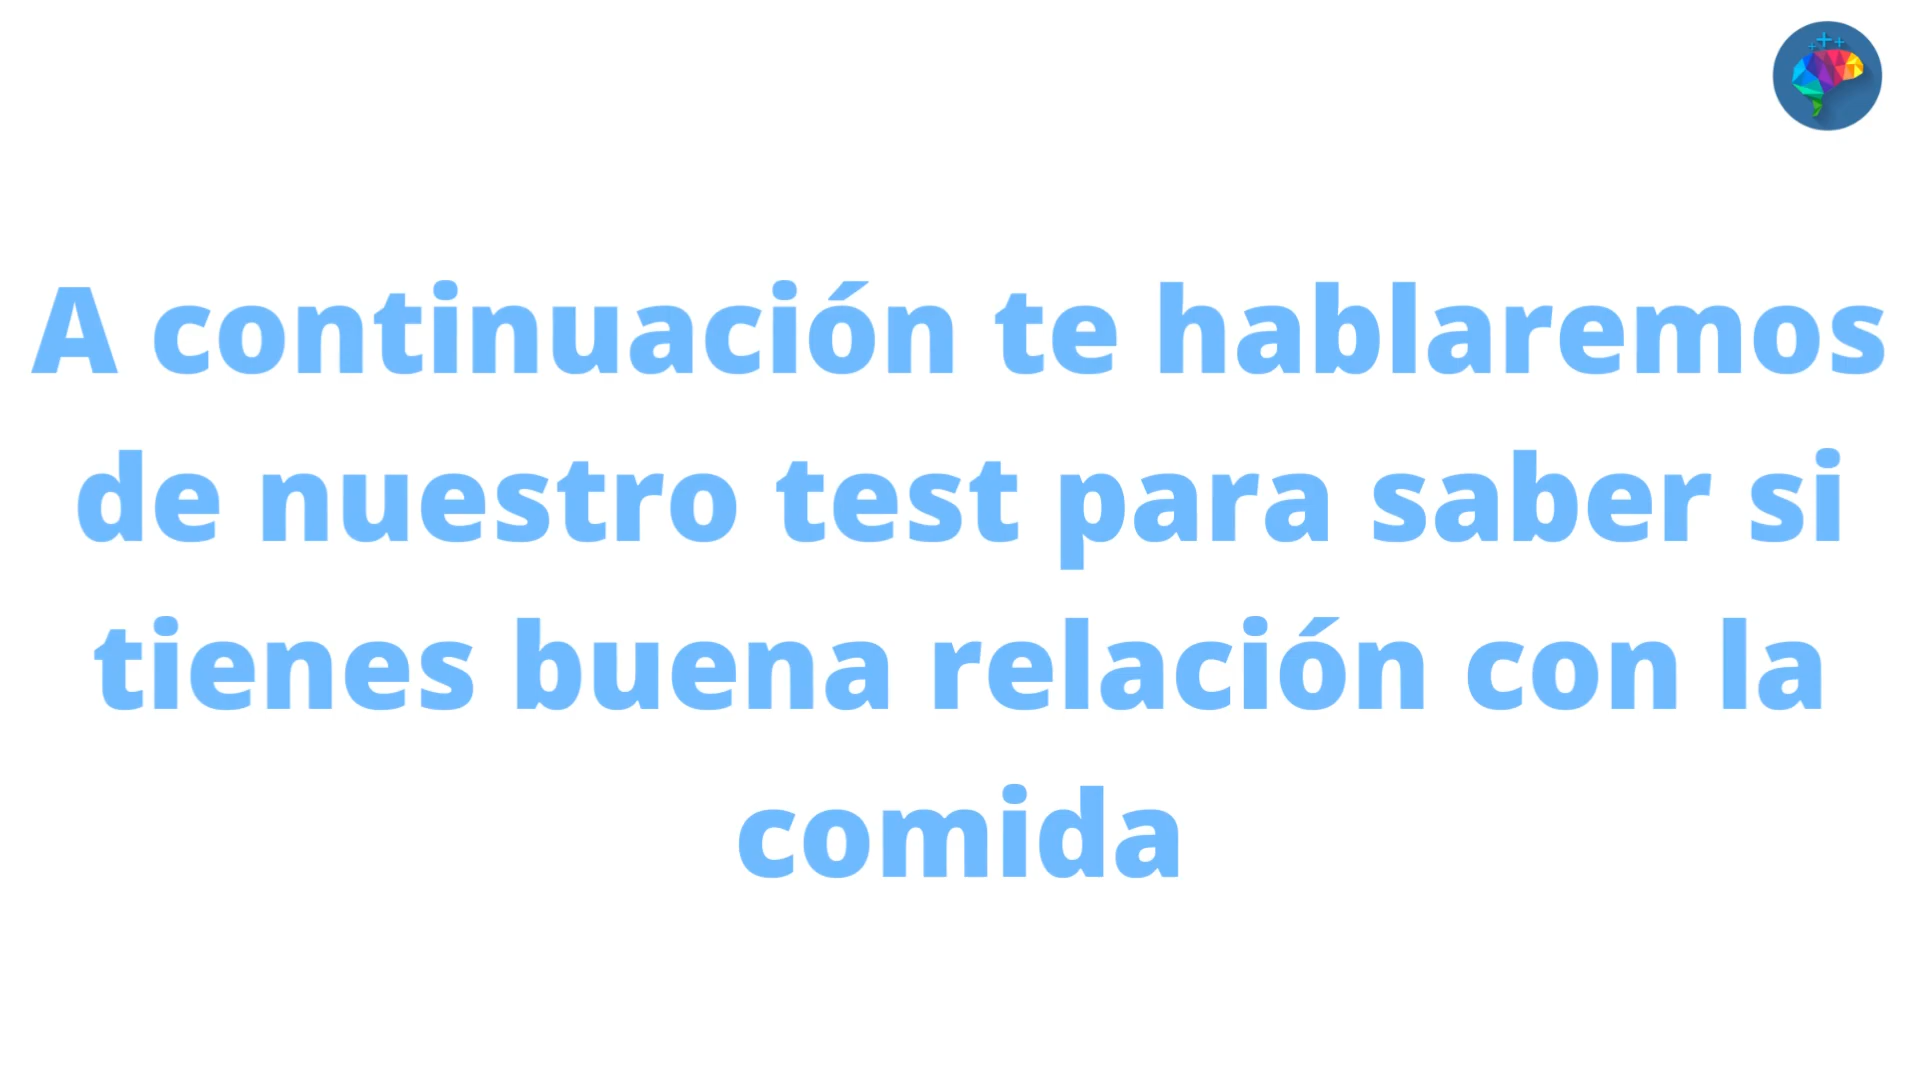 A continuación te hablaremos
de nuestro test para saber si
tienes buena relación con la
comida